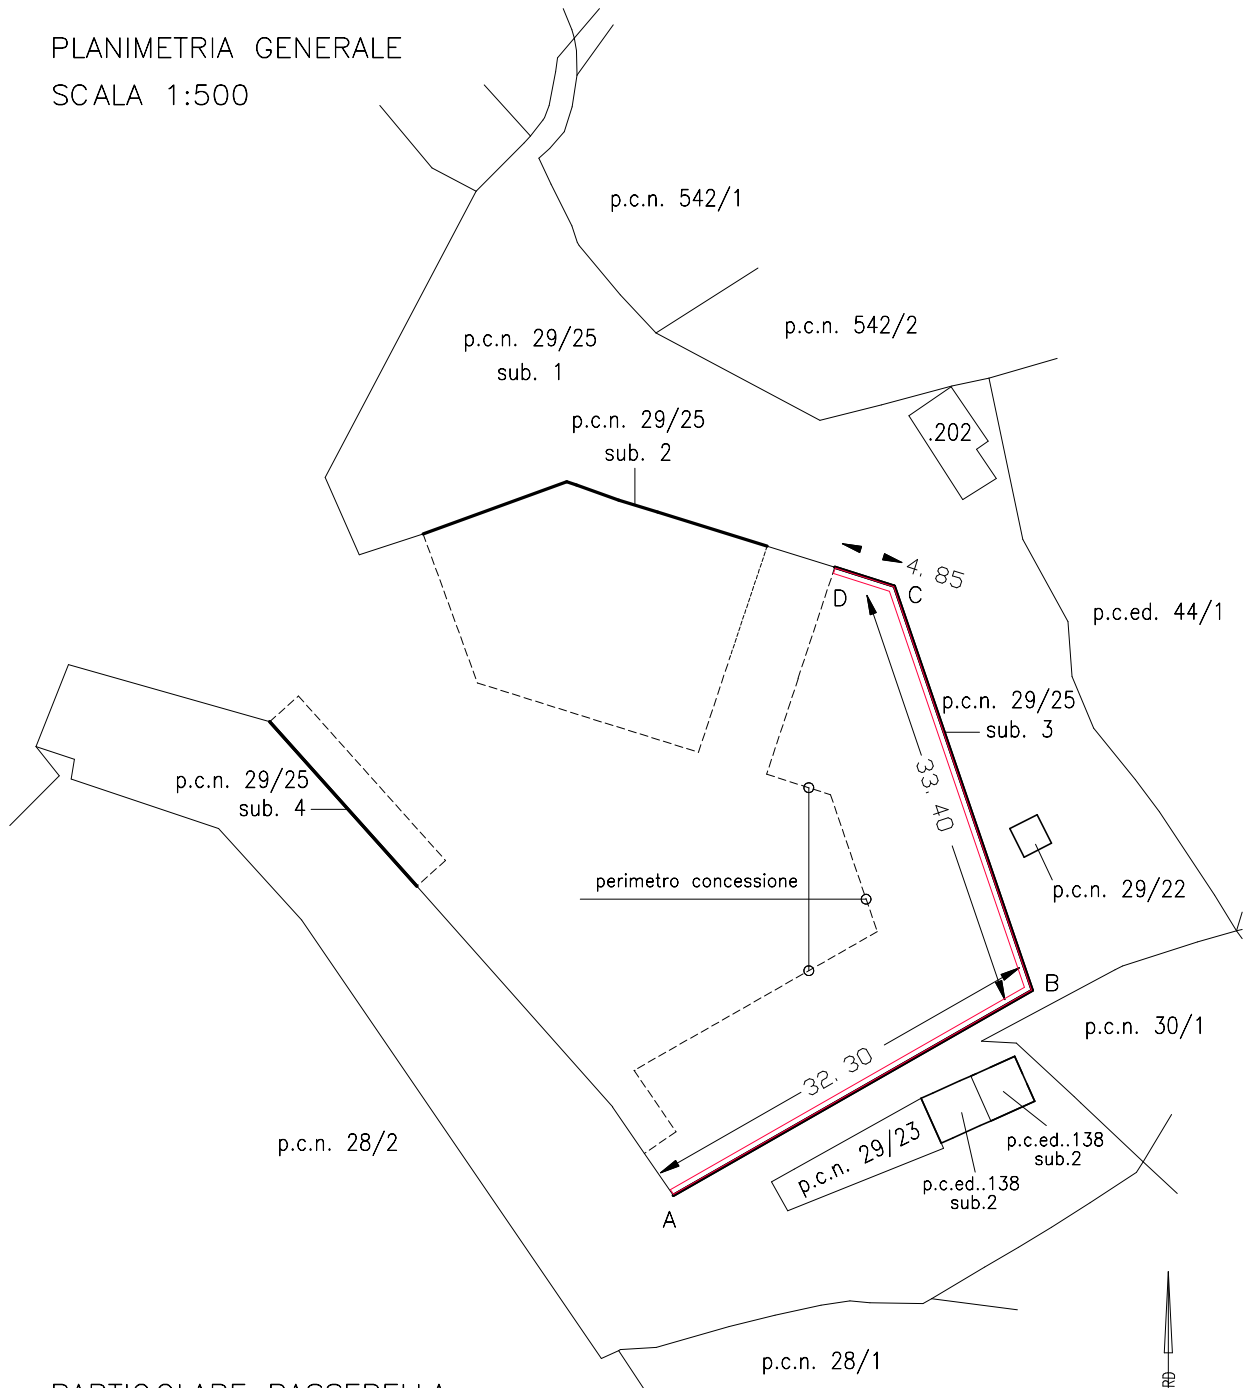 PLANIMETRIA GENERALE
SCALA 1:500
p.c.n. 542/1
p.c.n. 542/2
p.c.n. 29/25
sub. 1
p.c.n. 29/25
sub. 2
.202
4, 85
D
C
p.c.ed. 44/1
p.c.n. 29/25
sub. 3
33, 40
p.c.n. 29/25
sub. 4
perimetro concessione
p.c.n. 29/22
B
p.c.n. 30/1
32, 30
p.c.n. 28/2
p.c.n. 29/23
p.c.ed..138
sub.2
p.c.ed..138
sub.2
A
p.c.n. 28/1
PARTICOLARE PASSERELLA